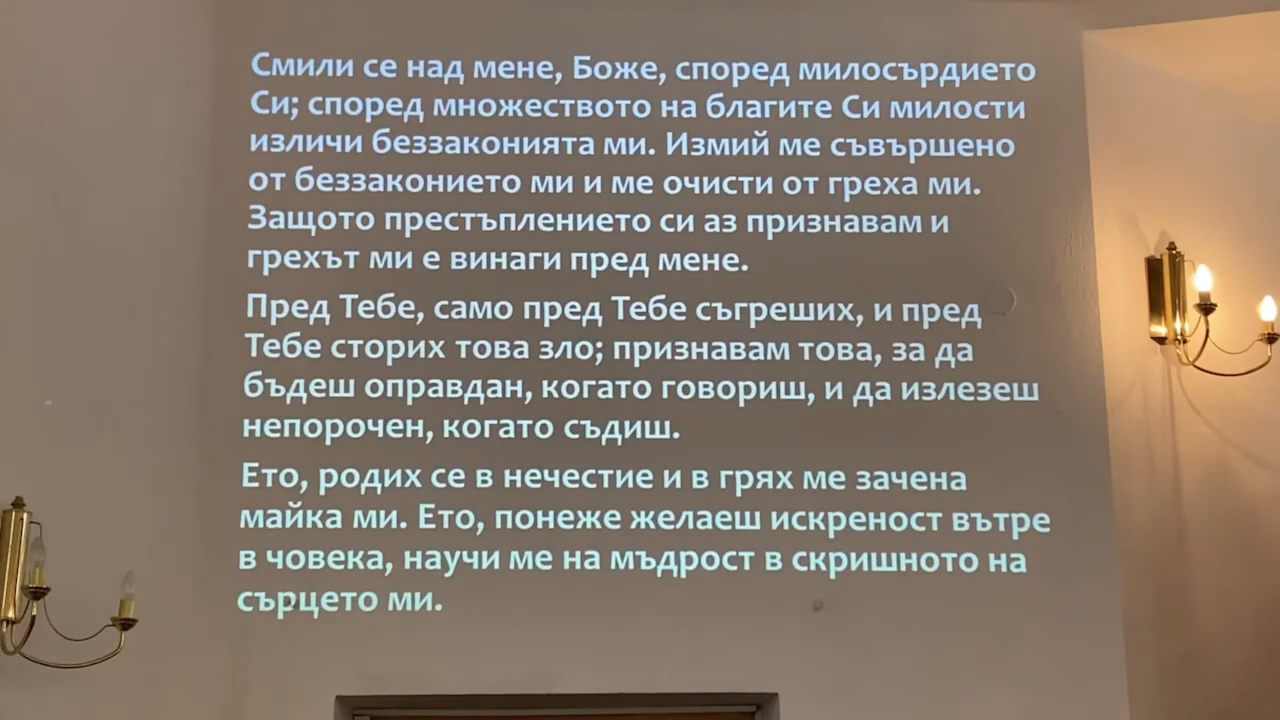 Смили се над мене, Боже, според милосърдието
Си; според множеството на благите Си милости
изличи беззаконията ми. Измий ме съвършено
от беззаконието ми и ме очисти от греха ми.
Защото престъплението си аз признавам и
грехът ми е винаги пред мене.
Пред Тебе, само пред Тебе съгреших, и пред
Тебе сторих това зло; признавам това, за да
бъдеш оправдан, когато говориш, и да излезеш
непорочен, когато съдиш.
Ето, родих се в нечестие и в грях ме зачена
майка ми. Ето, понеже желаеш искреност вътре
в човека, научи ме на мъдрост в скришното на
сърцето ми.